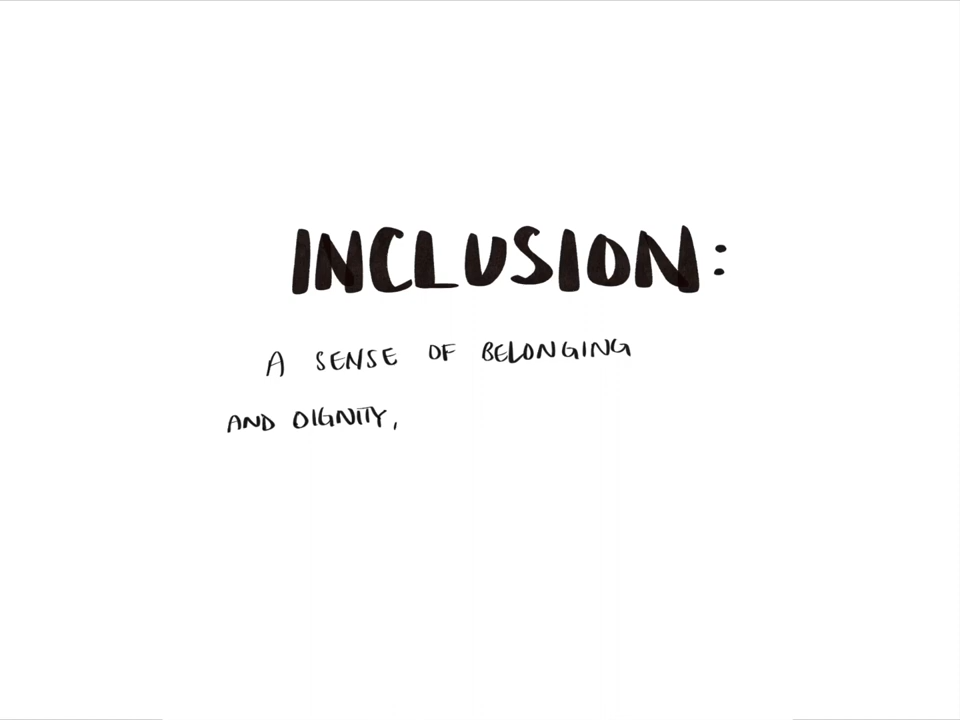 INCLUSION:
A SENSE OF BELONGING
AND DIGNITY,